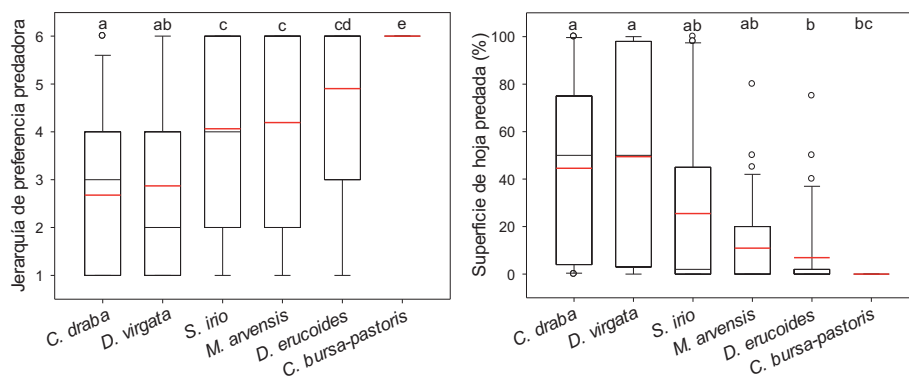 a ab c c cd e
Jerarquía de preferencia predadora
6
5
4
3
2
1
C. draba
D. virgata
S. irio
M. arvensis
D. erucoides
C. bursa-pastoris
a a ab ab b bc
Superficie de hoja predada (%)
100
80
60
40
20
0
C. draba
D. virgata
S. irio
M. arvensis
D. erucoides
C. bursa-pastoris